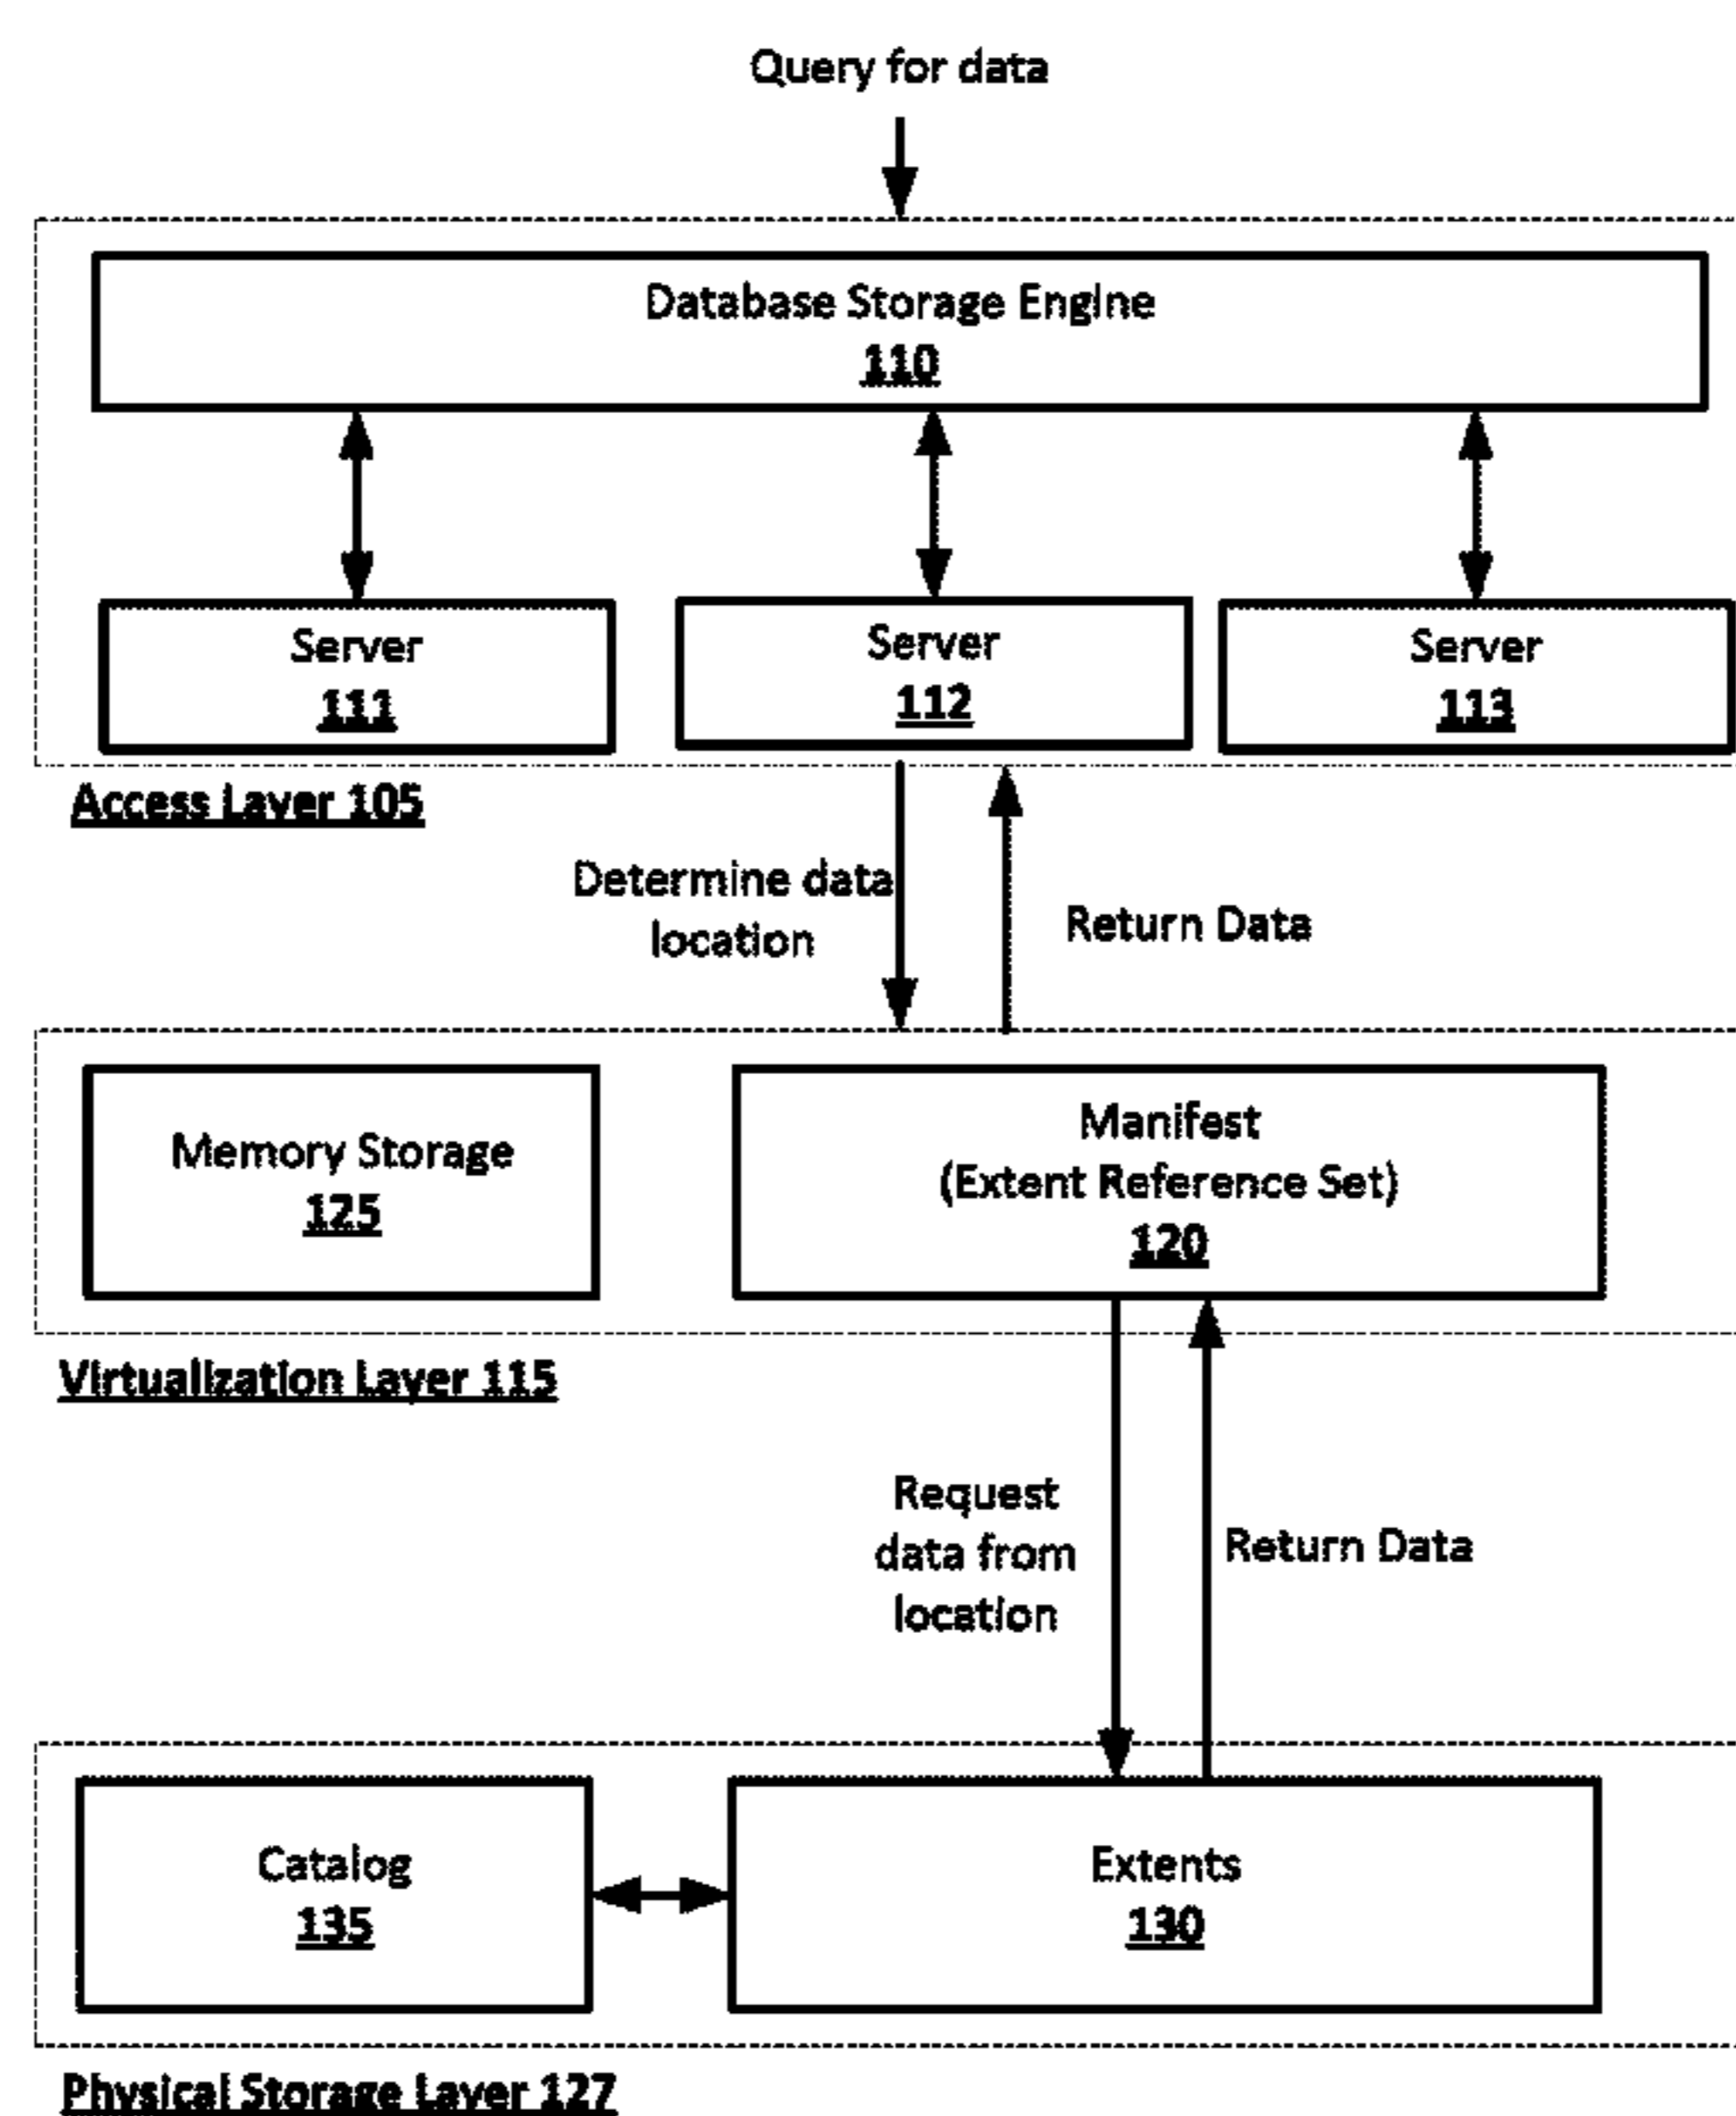 Query for data
Database Storage Engine
110
Server
111
Server
112
Server
113
Access Layer 105
Determine data
location
Return Data
Memory Storage
125
Manifest
(Extent Reference Set)
120
Virtualization Layer 115
Request
data from
location
Return Data
Catalog
135
Extents
130
Physical Storage Layer 127